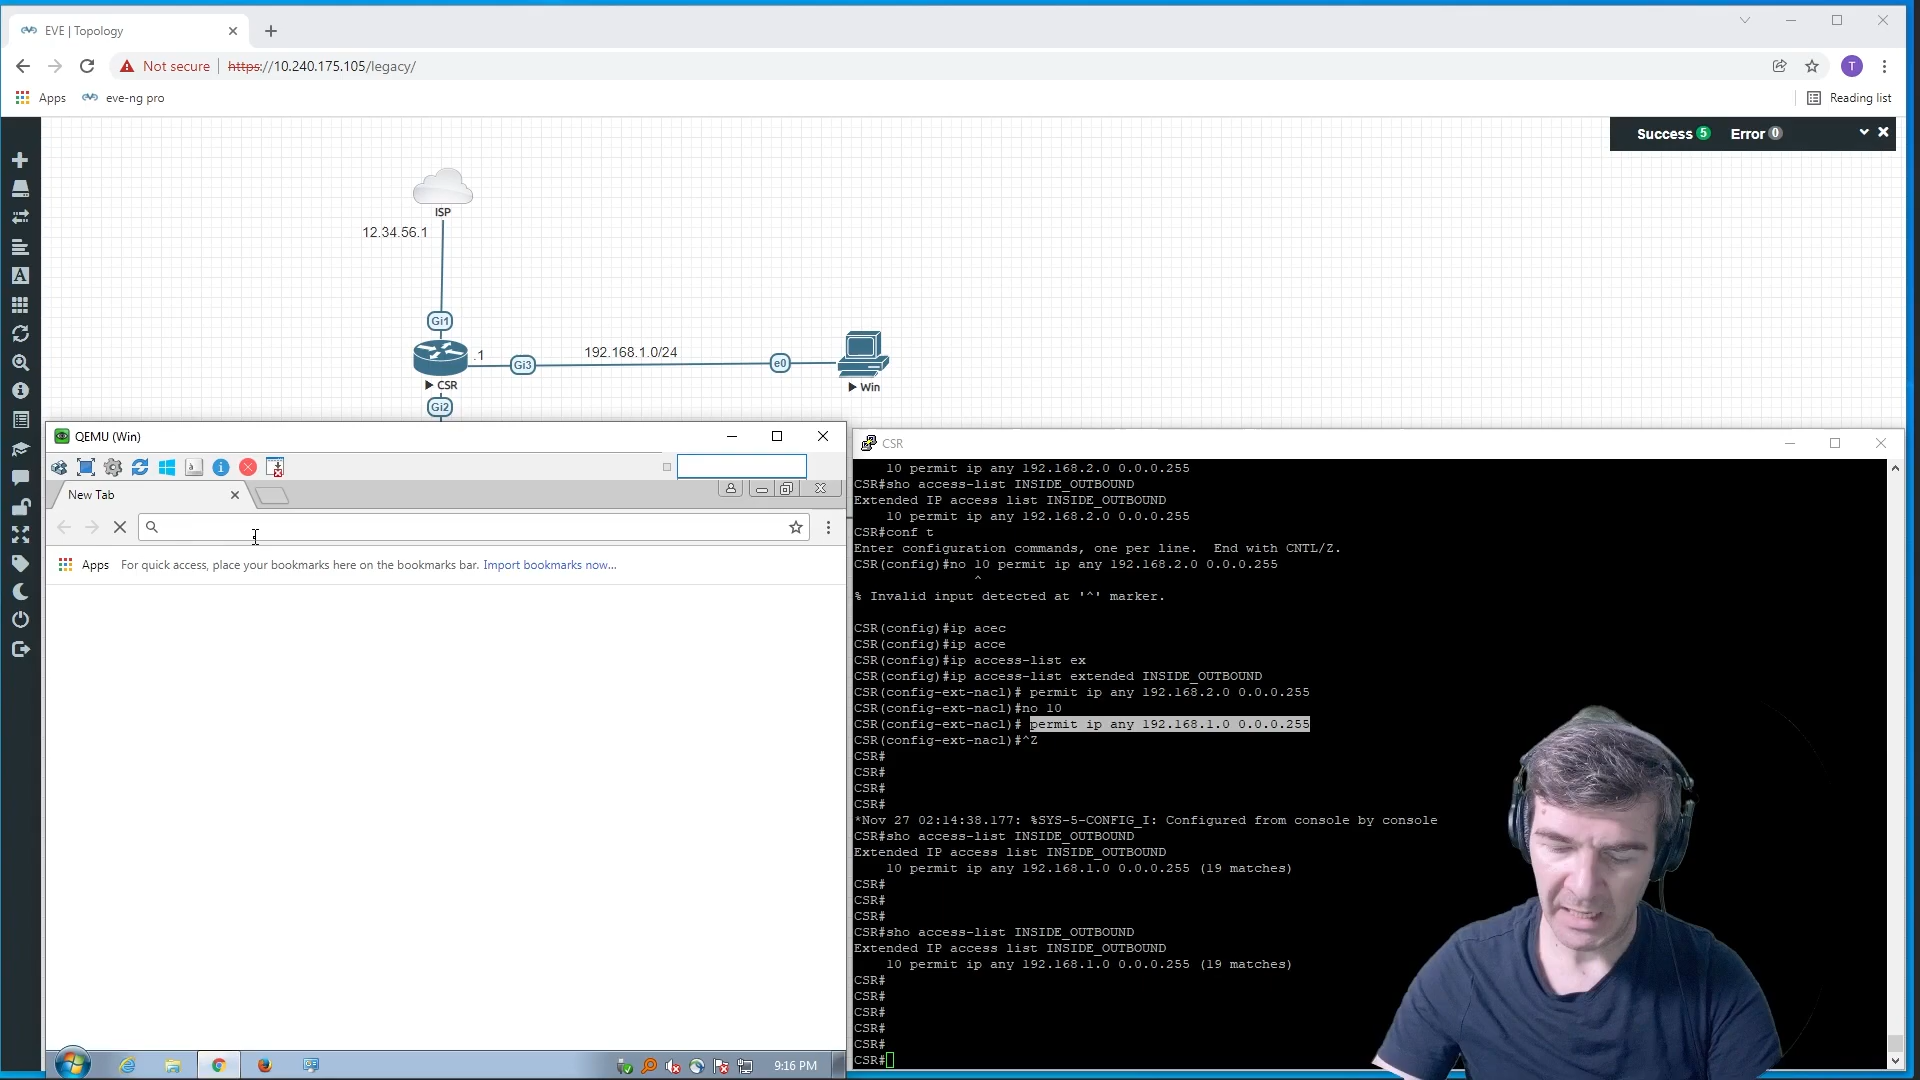 EVE | Topology
Not secure | https://10.240.175.105/legacy/
T
Apps eve-ng pro
Reading list
Success 5 Error 0
ISP
12.34.56.1
Gi1
.1
Gi3
192.168.1.0/24
e0
CSR
Win
Gi2
QEMU (Win)
New Tab
Apps For quick access, place your bookmarks here on the bookmarks bar. Import bookmarks now...
9:16 PM
CSR
10 permit ip any 192.168.2.0 0.0.0.255
CSR#sho access-list INSIDE_OUTBOUND
Extended IP access list INSIDE_OUTBOUND
10 permit ip any 192.168.2.0 0.0.0.255
CSR#conf t
Enter configuration commands, one per line.  End with CNTL/Z.
CSR(config)#no 10 permit ip any 192.168.2.0 0.0.0.255
^
% Invalid input detected at '^' marker.
CSR(config)#ip acec
CSR(config)#ip acce
CSR(config)#ip access-list ex
CSR(config)#ip access-list extended INSIDE_OUTBOUND
CSR(config-ext-nacl)# permit ip any 192.168.2.0 0.0.0.255
CSR(config-ext-nacl)#no 10
CSR(config-ext-nacl)# permit ip any 192.168.1.0 0.0.0.255
CSR(config-ext-nacl)#^Z
CSR#
CSR#
CSR#
CSR#
*Nov 27 02:14:38.177: %SYS-5-CONFIG_I: Configured from console by console
CSR#sho access-list INSIDE_OUTBOUND
Extended IP access list INSIDE_OUTBOUND
10 permit ip any 192.168.1.0 0.0.0.255 (19 matches)
CSR#
CSR#
CSR#
CSR#sho access-list INSIDE_OUTBOUND
Extended IP access list INSIDE_OUTBOUND
10 permit ip any 192.168.1.0 0.0.0.255 (19 matches)
CSR#
CSR#
CSR#
CSR#
CSR#
CSR#